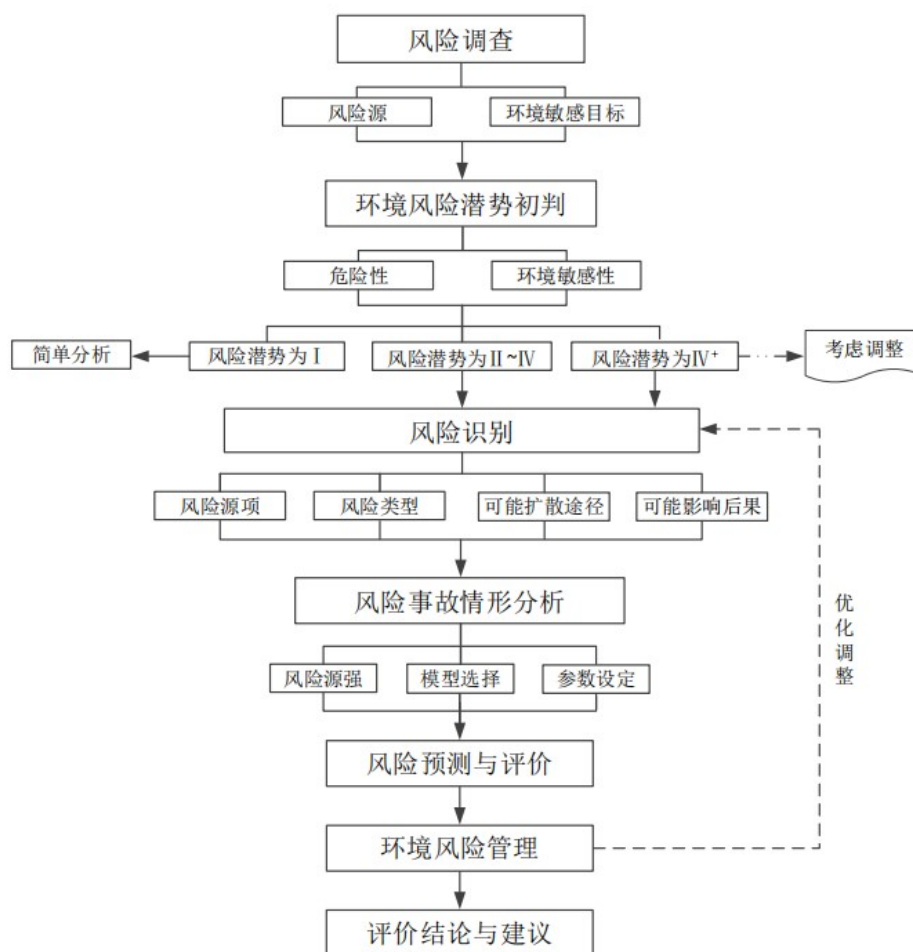 风险调查
风险源
环境敏感目标
环境风险潜势初判
危险性
环境敏感性
简单分析
风险潜势为Ⅰ
风险潜势为Ⅱ~Ⅳ
风险潜势为Ⅳ⁺
考虑调整
风险识别
风险源项
风险类型
可能扩散途径
可能影响后果
风险事故情形分析
风险源强
模型选择
参数设定
优化调整
风险预测与评价
环境风险管理
评价结论与建议